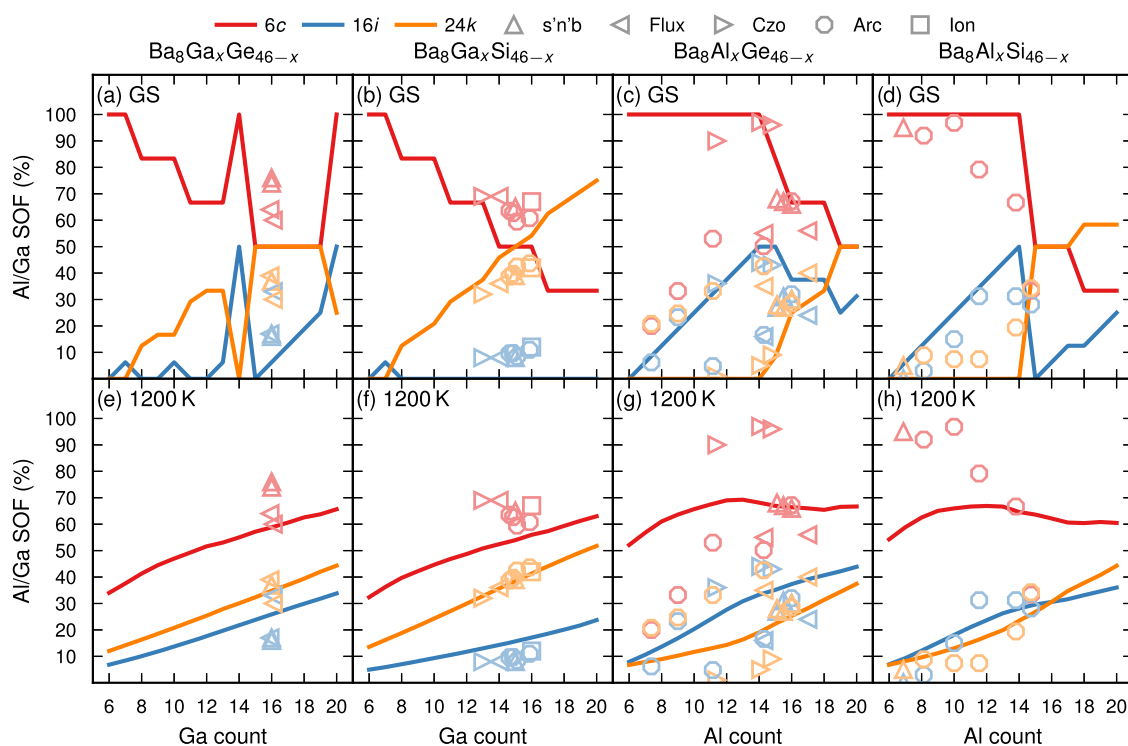 6c 16i 24k s'n'b Flux Czo Arc Ion
Ba₈GaₓGe₄₆₋ₓ Ba₈GaₓSi₄₆₋ₓ Ba₈AlₓGe₄₆₋ₓ Ba₈AlₓSi₄₆₋ₓ
(a) GS (b) GS (c) GS (d) GS
100
90
80
70
60
50
40
30
20
10
Al/Ga SOF (%)
(e) 1200 K (f) 1200 K (g) 1200 K (h) 1200 K
100
90
80
70
60
50
40
30
20
10
Al/Ga SOF (%)
6 8 10 12 14 16 18 20 6 8 10 12 14 16 18 20 6 8 10 12 14 16 18 20 6 8 10 12 14 16 18 20
Ga count Ga count Al count Al count